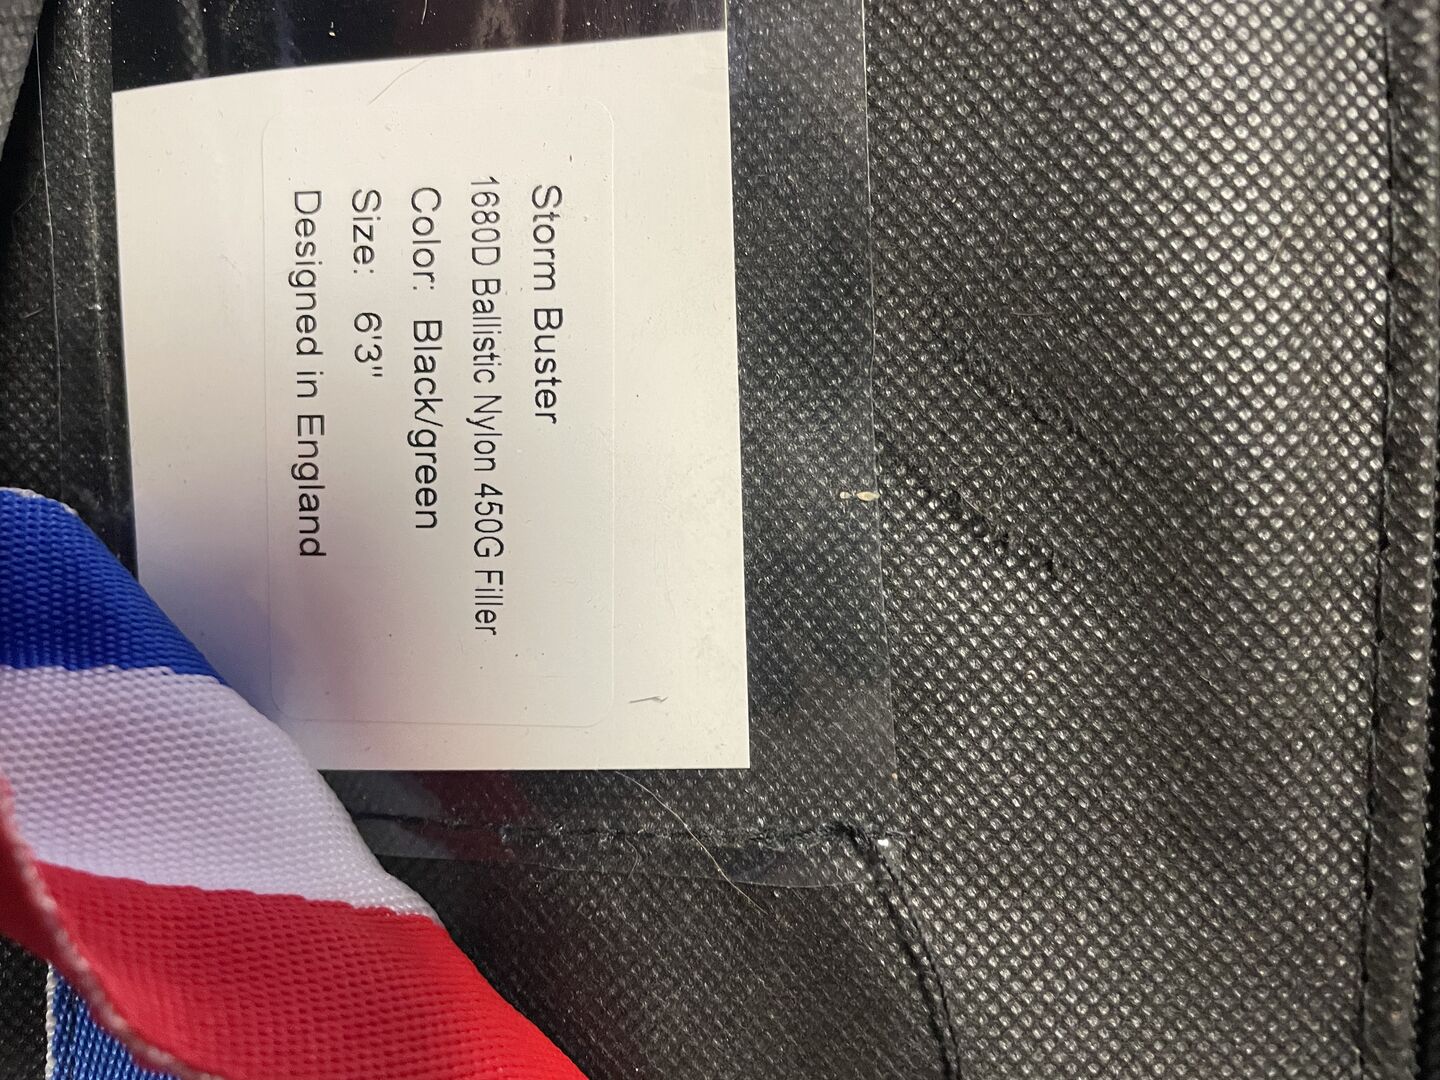 Storm Buster
1680D Ballistic Nylon 450G Filler
Color: Black/green
Size: 6'3"
Designed in England